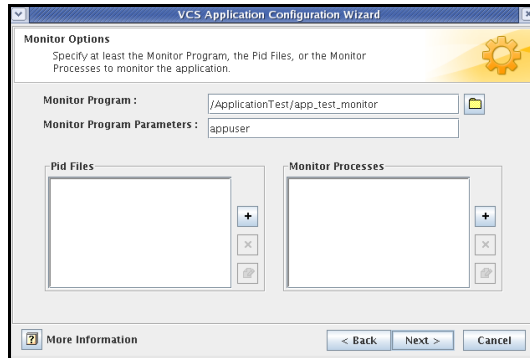 VCS Application Configuration Wizard
Monitor Options
Specify at least the Monitor Program, the Pid Files, or the Monitor
Processes to monitor the application.
Monitor Program :
/ApplicationTest/app_test_monitor
Monitor Program Parameters :
appuser
Pid Files
Monitor Processes
More Information
< Back
Next >
Cancel